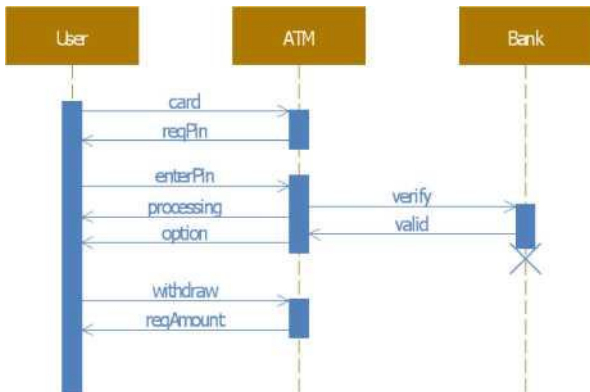 User
ATM
Bank
card
reqPin
enterPin
verify
processing
valid
option
withdraw
reqAmount